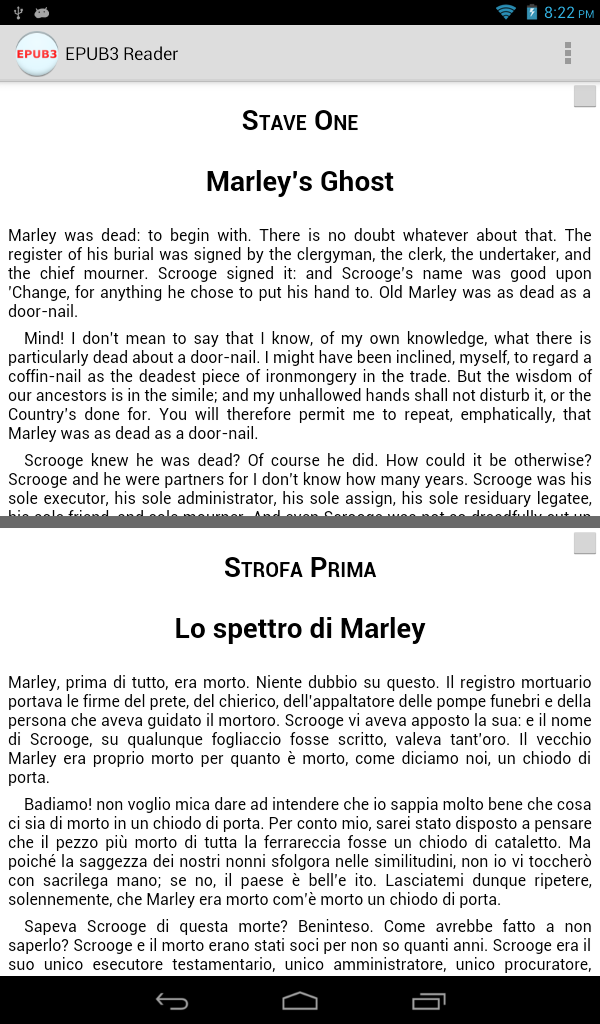 8:22 PM
EPUB3 EPUB3 Reader
STAVE ONE
Marley's Ghost
Marley was dead: to begin with. There is no doubt whatever about that. The
register of his burial was signed by the clergyman, the clerk, the undertaker, and
the chief mourner. Scrooge signed it: and Scrooge's name was good upon
'Change, for anything he chose to put his hand to. Old Marley was as dead as a
door-nail.
Mind! I don't mean to say that I know, of my own knowledge, what there is
particularly dead about a door-nail. I might have been inclined, myself, to regard a
coffin-nail as the deadest piece of ironmongery in the trade. But the wisdom of
our ancestors is in the simile; and my unhallowed hands shall not disturb it, or the
Country's done for. You will therefore permit me to repeat, emphatically, that
Marley was as dead as a door-nail.
Scrooge knew he was dead? Of course he did. How could it be otherwise?
Scrooge and he were partners for I don't know how many years. Scrooge was his
sole executor, his sole administrator, his sole assign, his sole residuary legatee,
his sole friend, and sole mourner. And even Scrooge was not so dreadfully cut up
STROFA PRIMA
Lo spettro di Marley
Marley, prima di tutto, era morto. Niente dubbio su questo. Il registro mortuario
portava le firme del prete, del chierico, dell'appaltatore delle pompe funebri e della
persona che aveva guidato il mortoro. Scrooge vi aveva apposto la sua: e il nome
di Scrooge, su qualunque fogliaccio fosse scritto, valeva tant'oro. Il vecchio
Marley era proprio morto per quanto è morto, come diciamo noi, un chiodo di
porta.
Badiamo! non voglio mica dare ad intendere che io sappia molto bene che cosa
ci sia di morto in un chiodo di porta. Per conto mio, sarei stato disposto a pensare
che il pezzo più morto di tutta la ferrareccia fosse un chiodo di cataletto. Ma
poiché la saggezza dei nostri nonni sfolgora nelle similitudini, non io vi toccherò
con sacrilega mano; se no, il paese è bell'e ito. Lasciatemi dunque ripetere,
solennemente, che Marley era morto com'è morto un chiodo di porta.
Sapeva Scrooge di questa morte? Beninteso. Come avrebbe fatto a non
saperlo? Scrooge e il morto erano stati soci per non so quanti anni. Scrooge era il
suo unico esecutore testamentario, unico amministratore, unico procuratore,